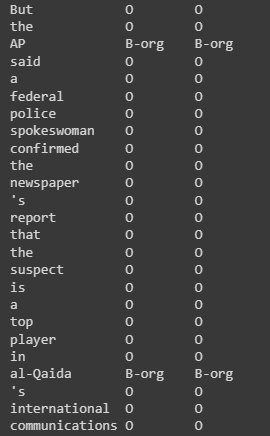 But O O
the O O
AP B-org B-org
said O O
a O O
federal O O
police O O
spokeswoman O O
confirmed O O
the O O
newspaper O O
's O O
report O O
that O O
the O O
suspect O O
is O O
a O O
top O O
player O O
in O O
al-Qaida B-org B-org
's O O
international O O
communications O O